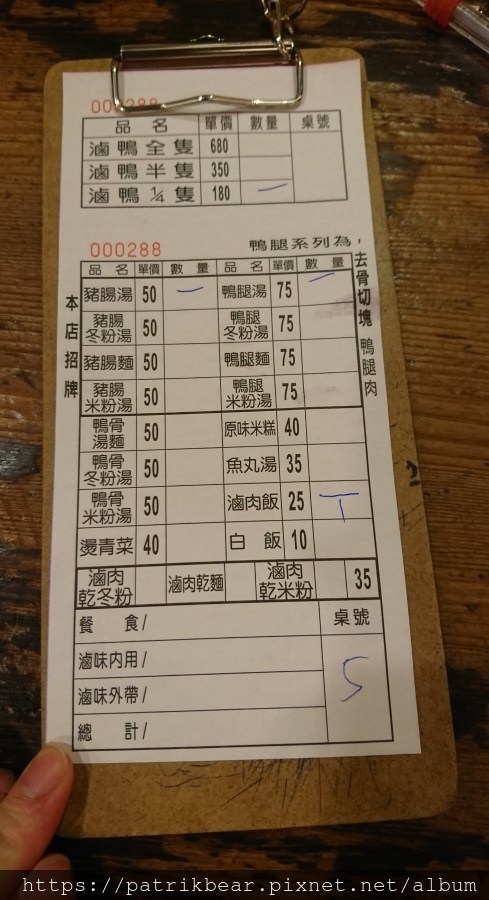 000288
品名 單價 數量 桌號
滷鴨全隻 680
滷鴨半隻 350
滷鴨1/4隻 180 一
000288 鴨腿系列為,
去骨切塊 鴨腿肉
本店招牌
品名 單價 數量 品名 單價 數量
豬腸湯 50 一 鴨腿湯 75 一
豬腸冬粉湯 50 鴨腿冬粉湯 75
豬腸麵 50 鴨腿麵 75
豬腸米粉湯 50 鴨腿米粉湯 75
鴨骨湯麵 50 原味米糕 40
鴨骨冬粉湯 50 魚丸湯 35
鴨骨米粉湯 50 滷肉飯 25 T
燙青菜 40 白飯 10
滷肉乾冬粉 滷肉乾麵 滷肉乾米粉 35
餐食/ 桌號
滷味內用/ 5
滷味外帶/
總計/
https://patrikbear.pixnet.net/album